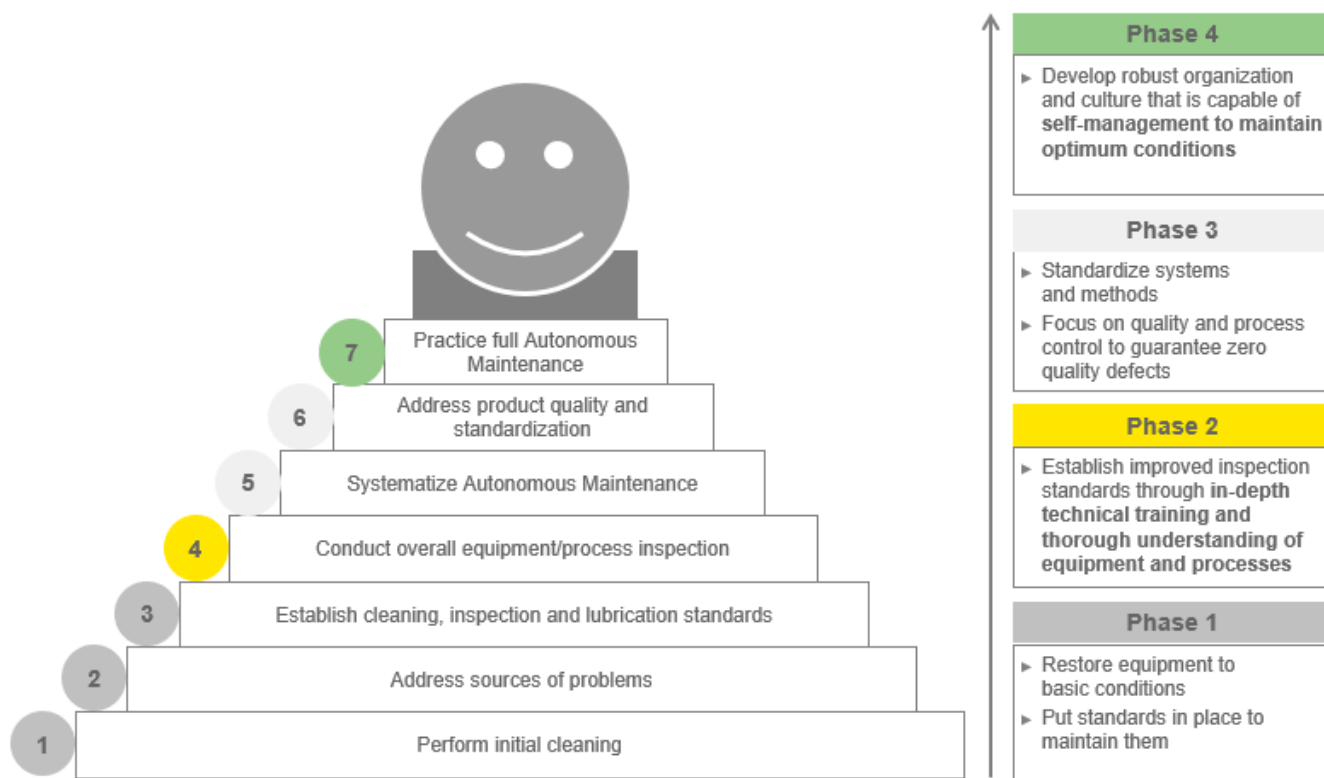 7
Practice full Autonomous
Maintenance
6
Address product quality and
standardization
5
Systematize Autonomous Maintenance
4
Conduct overall equipment/process inspection
3
Establish cleaning, inspection and lubrication standards
2
Address sources of problems
1
Perform initial cleaning
Phase 4
► Develop robust organization
and culture that is capable of
self-management to maintain
optimum conditions
Phase 3
► Standardize systems
and methods
► Focus on quality and process
control to guarantee zero
quality defects
Phase 2
► Establish improved inspection
standards through in-depth
technical training and
thorough understanding of
equipment and processes
Phase 1
► Restore equipment to
basic conditions
► Put standards in place to
maintain them